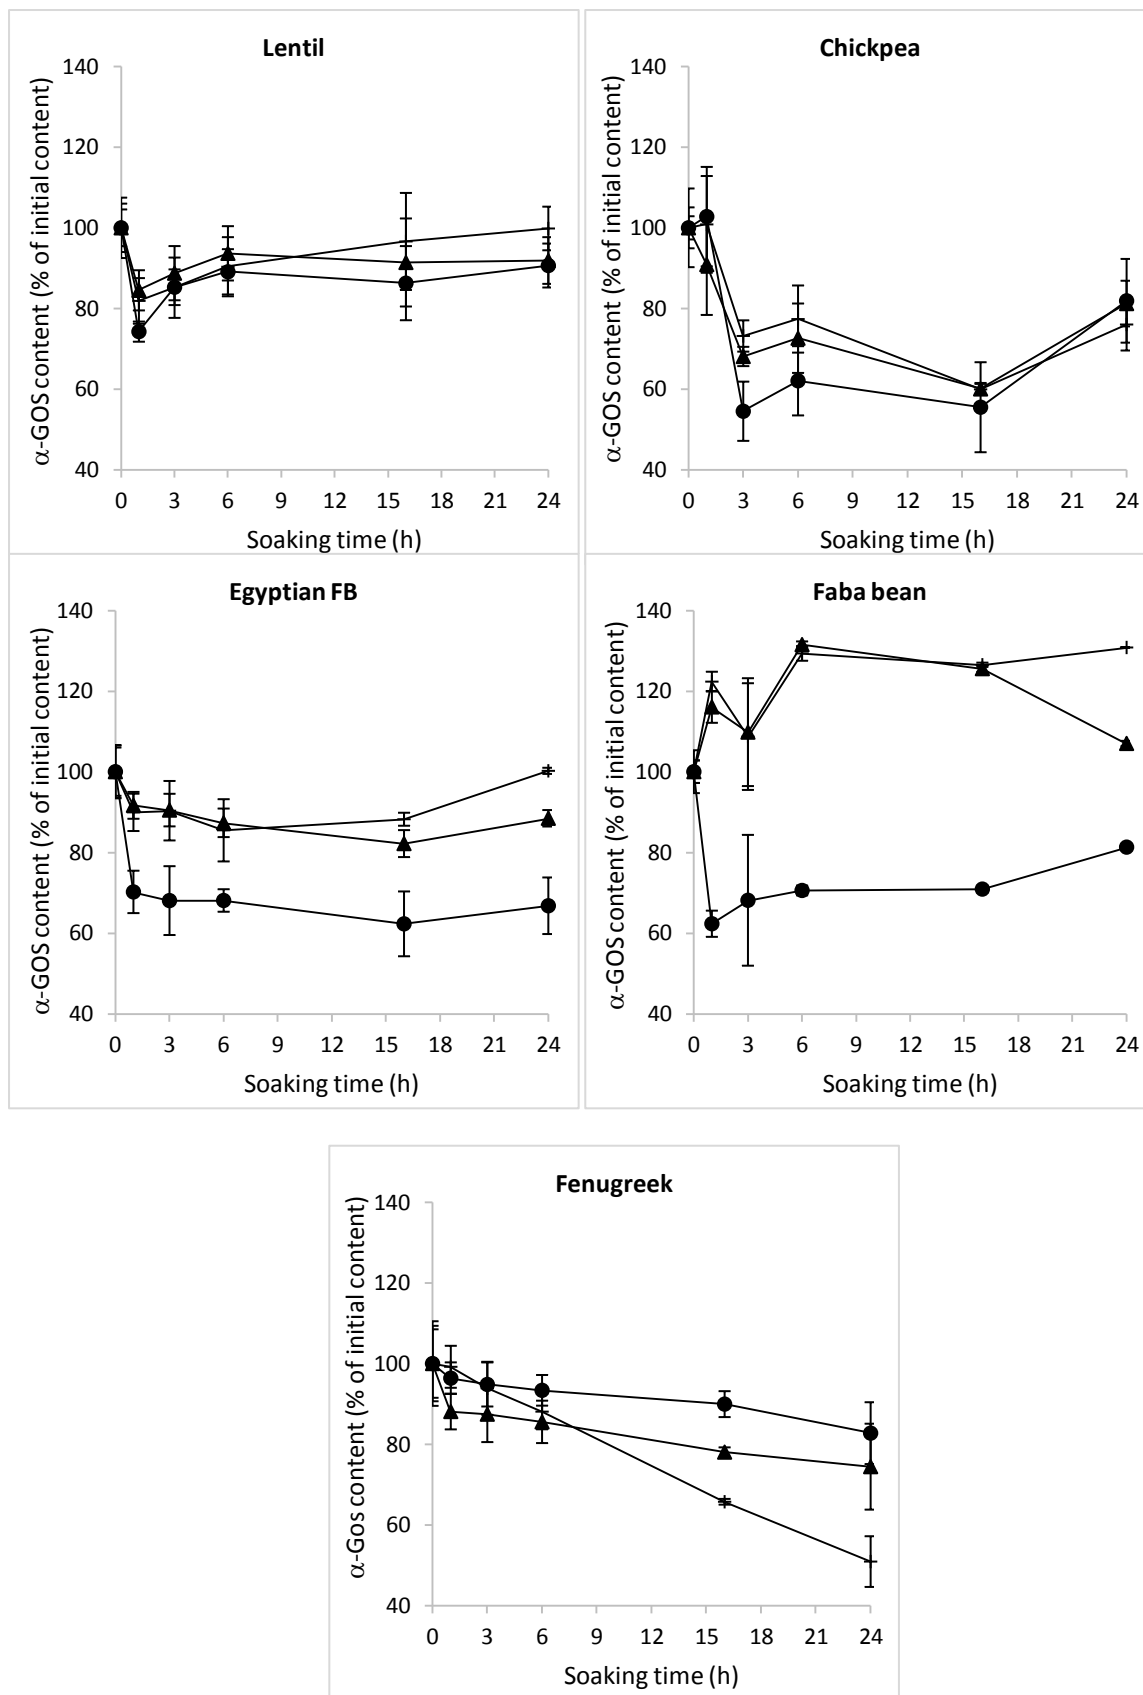 Lentil
α-GOS content (% of initial content)
140
120
100
80
60
40
0 3 6 9 12 15 18 21 24
Soaking time (h)
Chickpea
α-GOS content (% of initial content)
140
120
100
80
60
40
0 3 6 9 12 15 18 21 24
Soaking time (h)
Egyptian FB
α-GOS content (% of initial content)
140
120
100
80
60
40
0 3 6 9 12 15 18 21 24
Soaking time (h)
Faba bean
α-GOS content (% of initial content)
140
120
100
80
60
40
0 3 6 9 12 15 18 21 24
Soaking time (h)
Fenugreek
α-Gos content (% of initial content)
140
120
100
80
60
40
0 3 6 9 12 15 18 21 24
Soaking time (h)